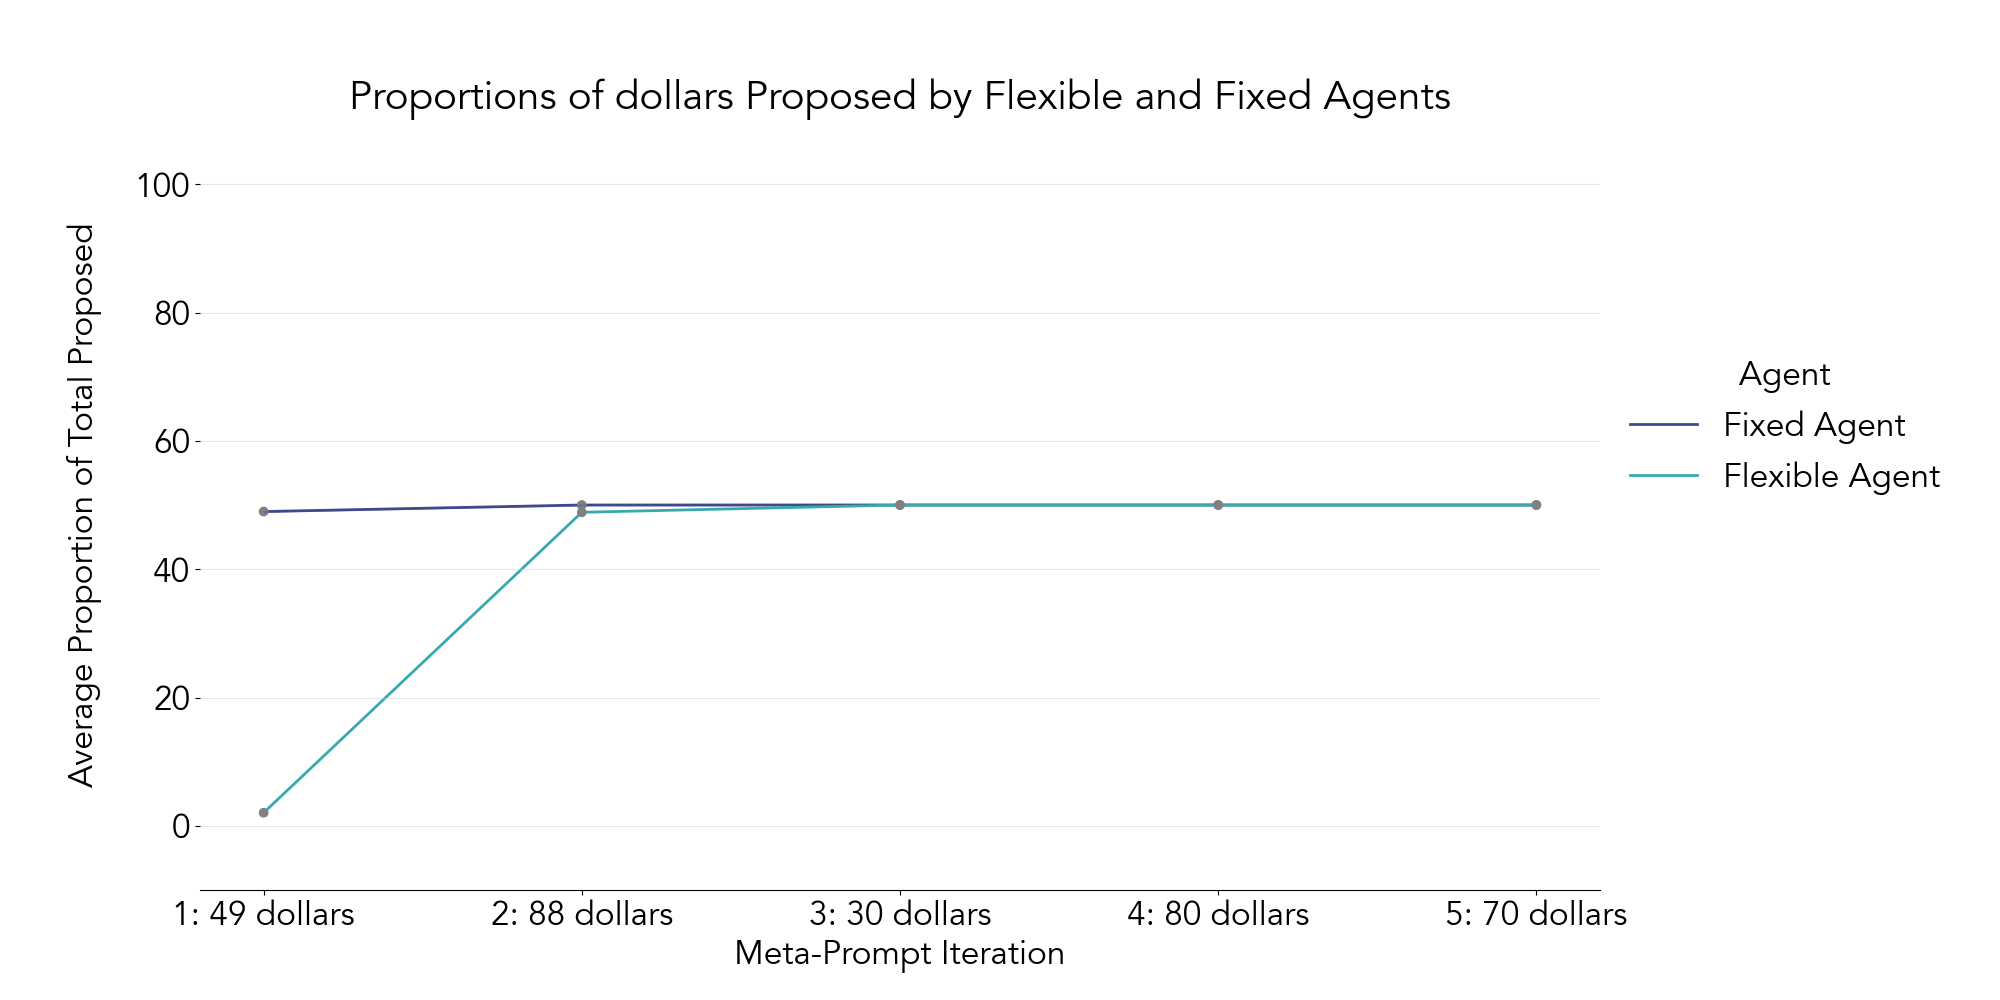 Proportions of dollars Proposed by Flexible and Fixed Agents
Average Proportion of Total Proposed
100
80
60
40
20
0
1: 49 dollars
2: 88 dollars
3: 30 dollars
4: 80 dollars
5: 70 dollars
Meta-Prompt Iteration
Agent
Fixed Agent
Flexible Agent